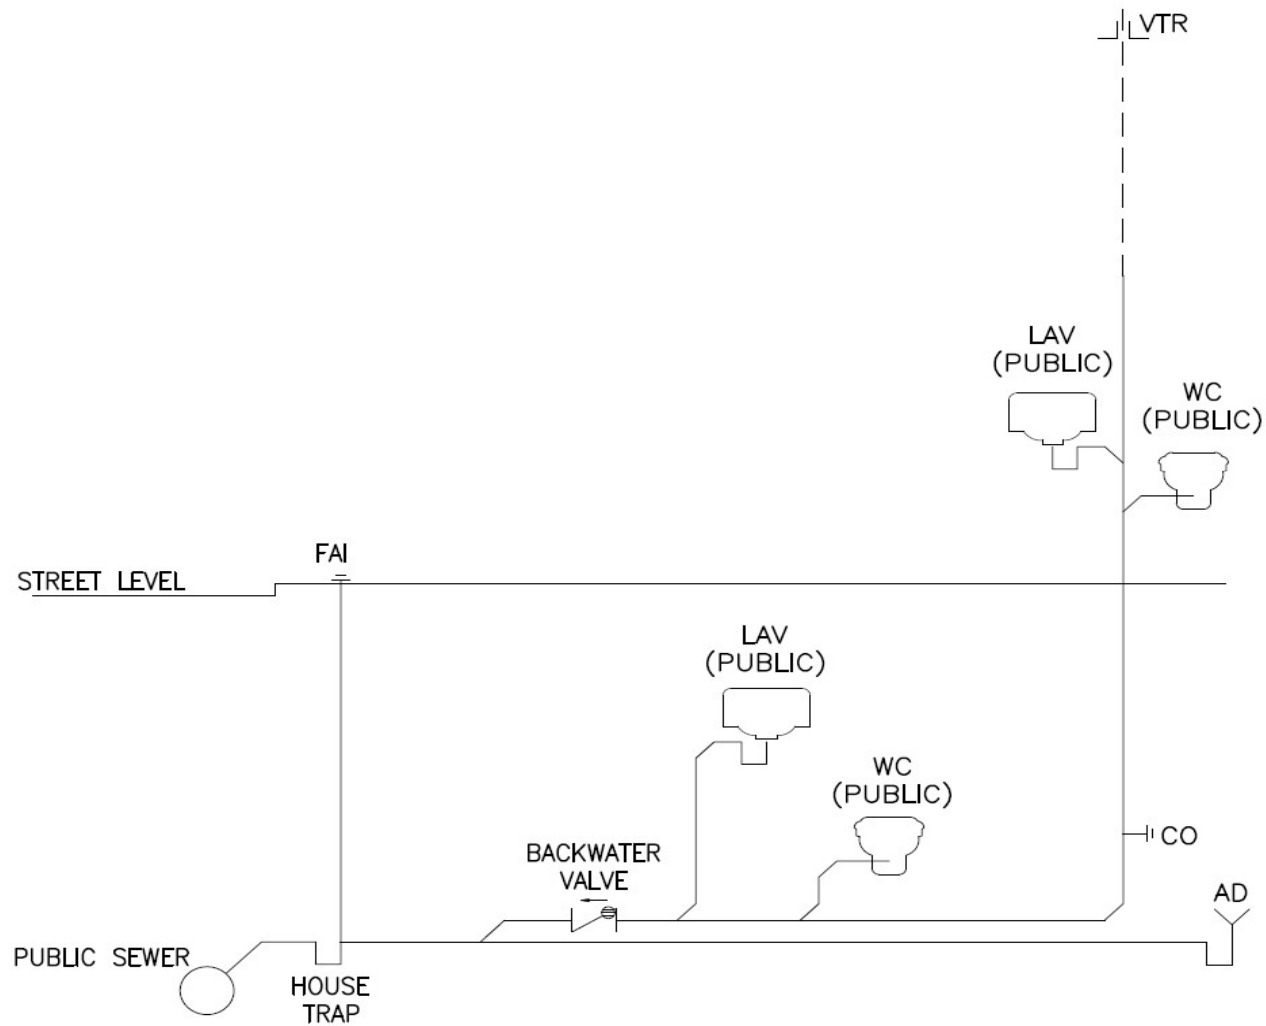 VTR
LAV
(PUBLIC)
WC
(PUBLIC)
FAI
STREET LEVEL
LAV
(PUBLIC)
WC
(PUBLIC)
CO
BACKWATER
VALVE
AD
PUBLIC SEWER
HOUSE
TRAP